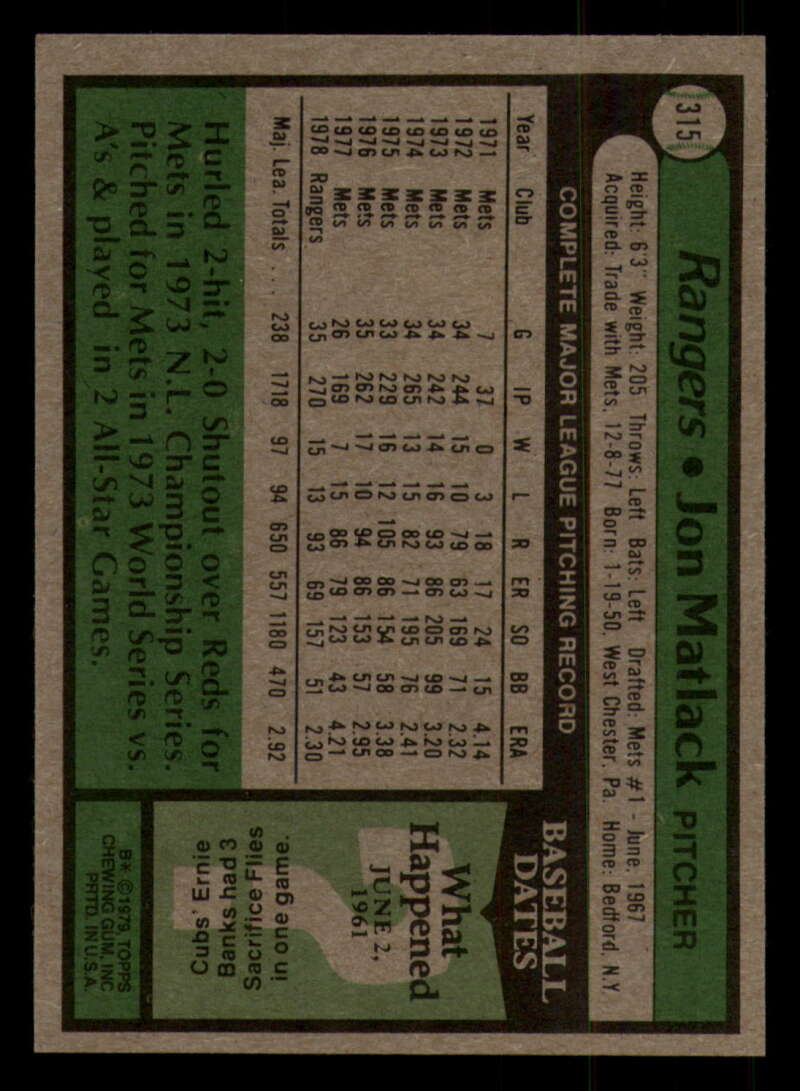 315
Rangers • Jon Matlack PITCHER
Height: 6'3" Weight: 205 Throws: Left Bats: Left Drafted: Mets #1 - June, 1967
Acquired: Trade with Mets, 12-8-77 Born: 1-19-50, West Chester, Pa. Home: Bedford, N.Y.
COMPLETE MAJOR LEAGUE PITCHING RECORD
Year Club G IP W L R ER SO BB ERA
1971 Mets 7 37 0 3 18 17 24 15 4.14
1972 Mets 34 244 15 10 79 63 169 71 2.32
1973 Mets 34 242 14 16 93 86 205 99 3.20
1974 Mets 34 265 13 15 82 71 195 76 2.41
1975 Mets 33 229 16 12 105 86 154 58 3.38
1976 Mets 35 262 17 10 94 86 153 57 2.95
1977 Mets 26 169 7 15 86 79 123 43 4.21
1978 Rangers 35 270 15 13 93 69 157 51 2.30
Maj. Lea. Totals . . . 238 1718 97 94 650 557 1180 470 2.92
Hurled 2-hit, 2-0 Shutout over Reds for
Mets in 1973 N.L. Championship Series.
Pitched for Mets in 1973 World Series vs.
A's & played in 2 All-Star Games.
BASEBALL
DATES
What
Happened
JUNE 2,
1961
?
Cubs' Ernie
Banks had 3
Sacrifice Flies
in one game.
B* ©1979, TOPPS
CHEWING GUM, INC
PRTD. IN U.S.A.